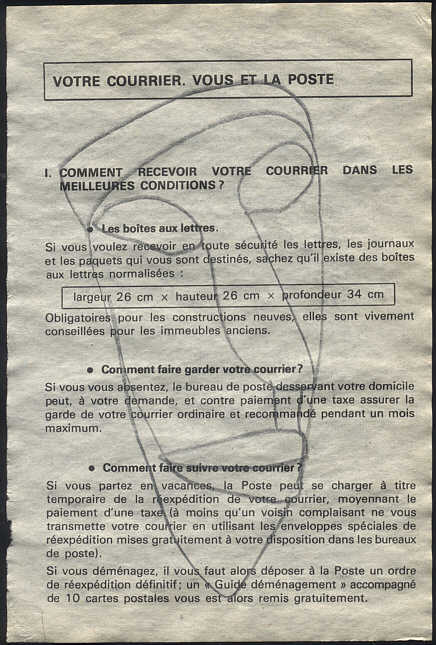 VOTRE COURRIER. VOUS ET LA POSTE
I. COMMENT RECEVOIR VOTRE COURRIER DANS LES
MEILLEURES CONDITIONS ?
● Les boîtes aux lettres.
Si vous voulez recevoir en toute sécurité les lettres, les journaux
et les paquets qui vous sont destinés, sachez qu'il existe des boîtes
aux lettres normalisées :
largeur 26 cm × hauteur 26 cm × profondeur 34 cm
Obligatoires pour les constructions neuves, elles sont vivement
conseillées pour les immeubles anciens.
● Comment faire garder votre courrier ?
Si vous vous absentez, le bureau de poste desservant votre domicile
peut, à votre demande, et contre paiement d'une taxe assurer la
garde de votre courrier ordinaire et recommandé pendant un mois
maximum.
● Comment faire suivre votre courrier ?
Si vous partez en vacances, la Poste peut se charger à titre
temporaire de la réexpédition de votre courrier, moyennant le
paiement d'une taxe (à moins qu'un voisin complaisant ne vous
transmette votre courrier en utilisant les enveloppes spéciales de
réexpédition mises gratuitement à votre disposition dans les bureaux
de poste).
Si vous déménagez, il vous faut alors déposer à la Poste un ordre
de réexpédition définitif ; un « Guide déménagement » accompagné
de 10 cartes postales vous est alors remis gratuitement.